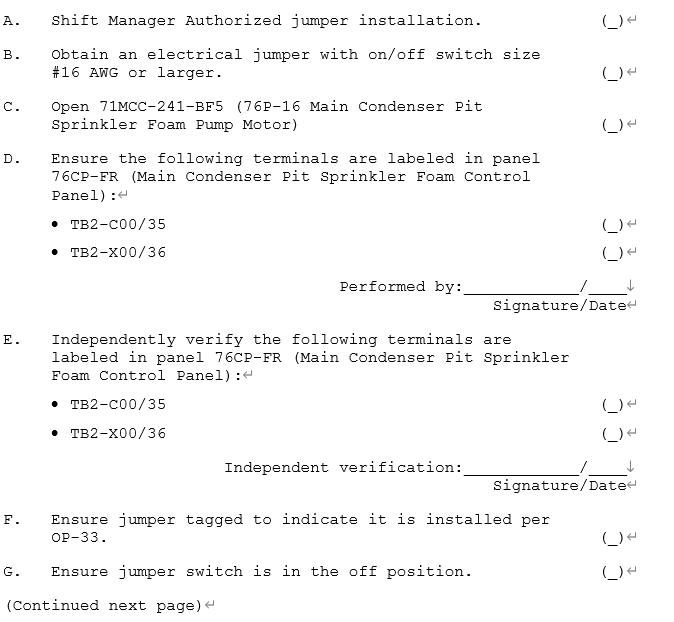 A. Shift Manager Authorized jumper installation. (_)↵
B. Obtain an electrical jumper with on/off switch size
#16 AWG or larger. (_)↵
C. Open 71MCC-241-BF5 (76P-16 Main Condenser Pit
Sprinkler Foam Pump Motor) (_)↵
D. Ensure the following terminals are labeled in panel
76CP-FR (Main Condenser Pit Sprinkler Foam Control
Panel):↵
• TB2-C00/35 (_)↵
• TB2-X00/36 (_)↵
Performed by:____________/____↓
Signature/Date↵
E. Independently verify the following terminals are
labeled in panel 76CP-FR (Main Condenser Pit Sprinkler
Foam Control Panel):↵
• TB2-C00/35 (_)↵
• TB2-X00/36 (_)↵
Independent verification:____________/____↓
Signature/Date↵
F. Ensure jumper tagged to indicate it is installed per
OP-33. (_)↵
G. Ensure jumper switch is in the off position. (_)↵
(Continued next page)↵